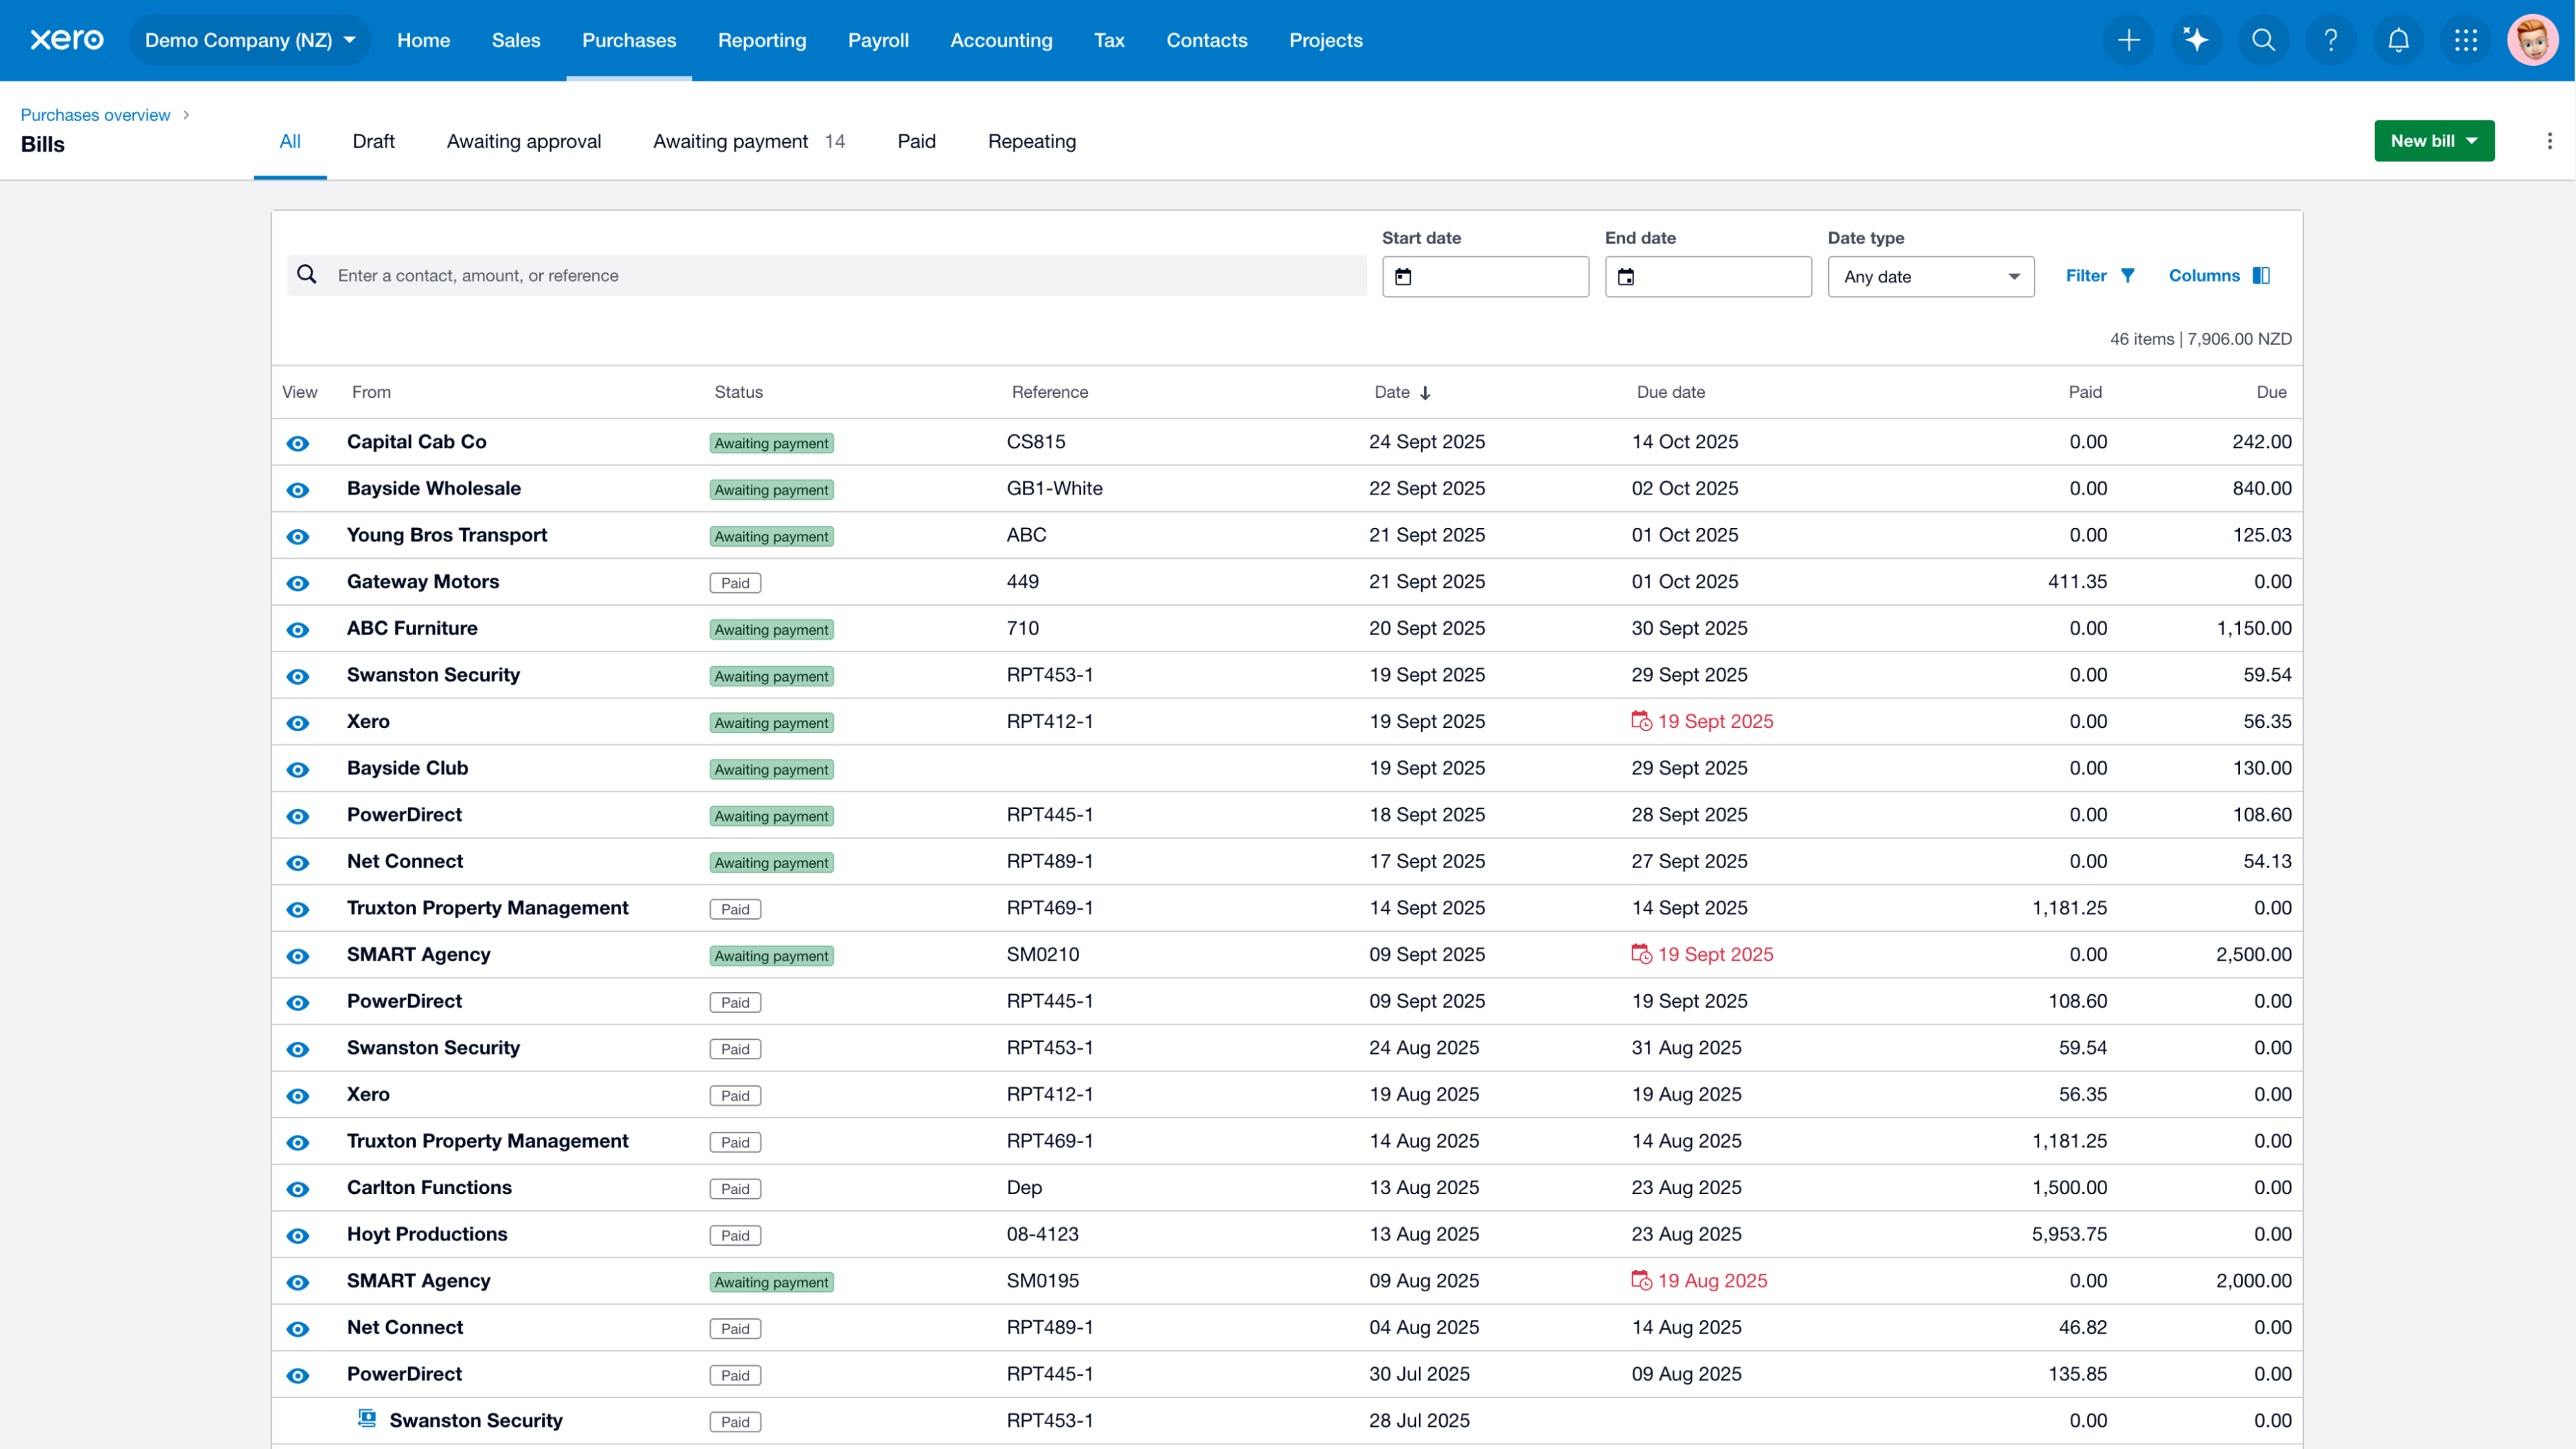 xero Demo Company (NZ) Home Sales Purchases Reporting Payroll Accounting Tax Contacts Projects
Purchases overview
Bills
All Draft Awaiting approval Awaiting payment 14 Paid Repeating New bill
Start date End date Date type
Enter a contact, amount, or reference Any date Filter Columns
46 items | 7,906.00 NZD
View From Status Reference Date Due date Paid Due
Capital Cab Co Awaiting payment CS815 24 Sept 2025 14 Oct 2025 0.00 242.00
Bayside Wholesale Awaiting payment GB1-White 22 Sept 2025 02 Oct 2025 0.00 840.00
Young Bros Transport Awaiting payment ABC 21 Sept 2025 01 Oct 2025 0.00 125.03
Gateway Motors Paid 449 21 Sept 2025 01 Oct 2025 411.35 0.00
ABC Furniture Awaiting payment 710 20 Sept 2025 30 Sept 2025 0.00 1,150.00
Swanston Security Awaiting payment RPT453-1 19 Sept 2025 29 Sept 2025 0.00 59.54
Xero Awaiting payment RPT412-1 19 Sept 2025 19 Sept 2025 0.00 56.35
Bayside Club Awaiting payment 19 Sept 2025 29 Sept 2025 0.00 130.00
PowerDirect Awaiting payment RPT445-1 18 Sept 2025 28 Sept 2025 0.00 108.60
Net Connect Awaiting payment RPT489-1 17 Sept 2025 27 Sept 2025 0.00 54.13
Truxton Property Management Paid RPT469-1 14 Sept 2025 14 Sept 2025 1,181.25 0.00
SMART Agency Awaiting payment SM0210 09 Sept 2025 19 Sept 2025 0.00 2,500.00
PowerDirect Paid RPT445-1 09 Sept 2025 19 Sept 2025 108.60 0.00
Swanston Security Paid RPT453-1 24 Aug 2025 31 Aug 2025 59.54 0.00
Xero Paid RPT412-1 19 Aug 2025 19 Aug 2025 56.35 0.00
Truxton Property Management Paid RPT469-1 14 Aug 2025 14 Aug 2025 1,181.25 0.00
Carlton Functions Paid Dep 13 Aug 2025 23 Aug 2025 1,500.00 0.00
Hoyt Productions Paid 08-4123 13 Aug 2025 23 Aug 2025 5,953.75 0.00
SMART Agency Awaiting payment SM0195 09 Aug 2025 19 Aug 2025 0.00 2,000.00
Net Connect Paid RPT489-1 04 Aug 2025 14 Aug 2025 46.82 0.00
PowerDirect Paid RPT445-1 30 Jul 2025 09 Aug 2025 135.85 0.00
Swanston Security Paid RPT453-1 28 Jul 2025 0.00 0.00